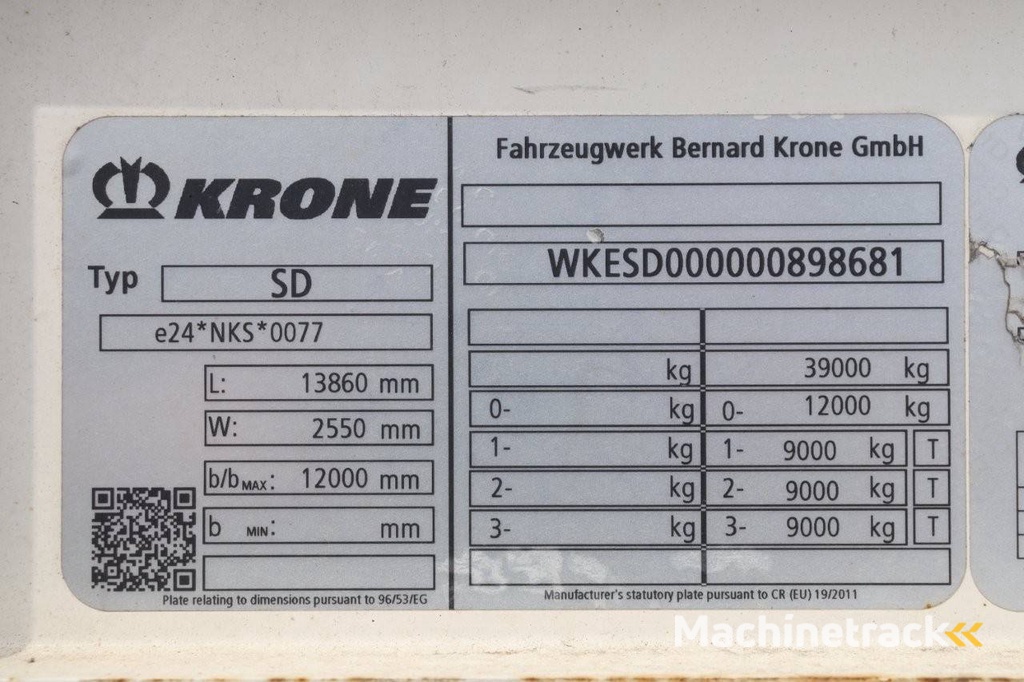 KRONE
Typ SD
e24*NKS*0077
L: 13860 mm
W: 2550 mm
b/b MAX: 12000 mm
b MIN: mm
Plate relating to dimensions pursuant to 96/53/EG
Fahrzeugwerk Bernard Krone GmbH
WKESD000000898681
kg 39000 kg
0- kg 0- 12000 kg
1- kg 1- 9000 kg T
2- kg 2- 9000 kg T
3- kg 3- 9000 kg T
Manufacturer's statutory plate pursuant to CR (EU) 19/2011
Machinetrack